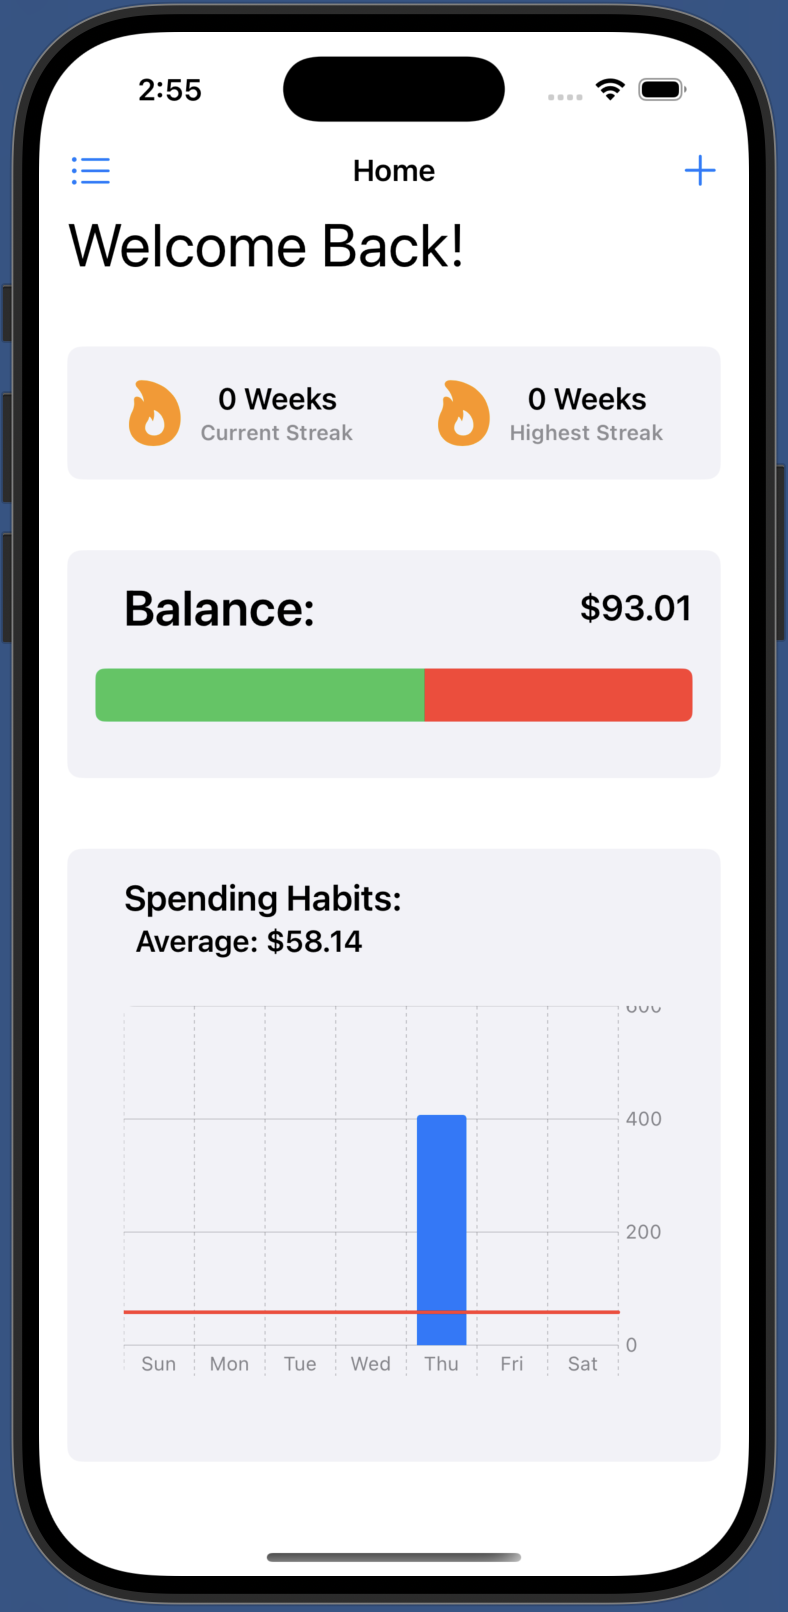 2:55
Home
Welcome Back!
0 Weeks 0 Weeks
Current Streak Highest Streak
Balance: $93.01
Spending Habits:
Average: $58.14
600
400
200
0
Sun Mon Tue Wed Thu Fri Sat